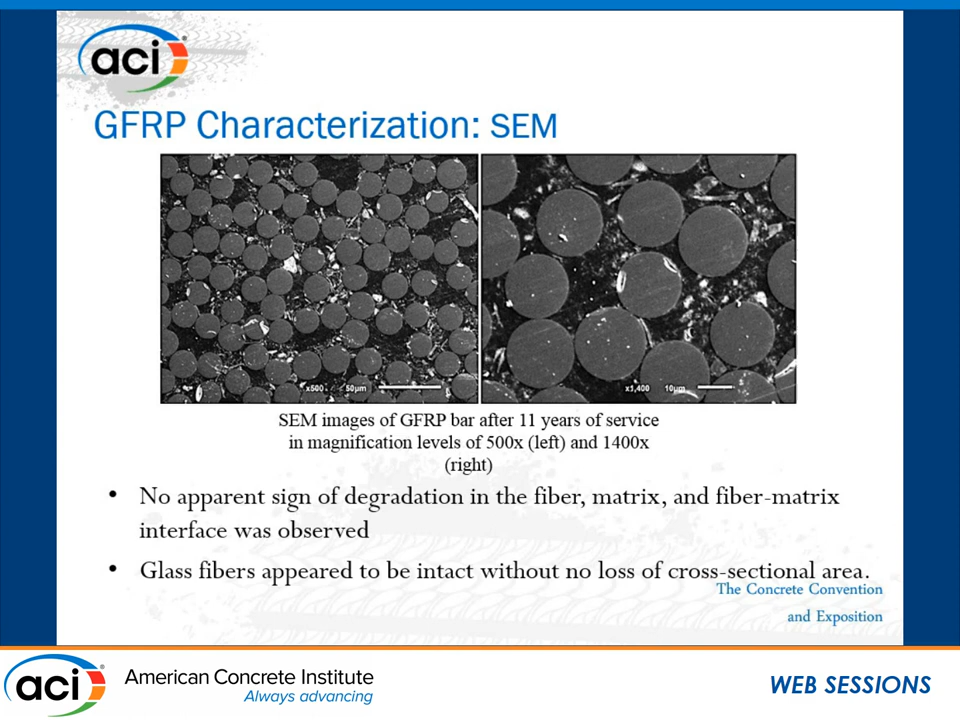 aci
GFRP Characterization: SEM
x500 50µm
x1,400 10µm
SEM images of GFRP bar after 11 years of service
in magnification levels of 500x (left) and 1400x
(right)
• No apparent sign of degradation in the fiber, matrix, and fiber-matrix
interface was observed
• Glass fibers appeared to be intact without no loss of cross-sectional area.
The Concrete Convention
and Exposition
aci
American Concrete Institute
Always advancing
WEB SESSIONS